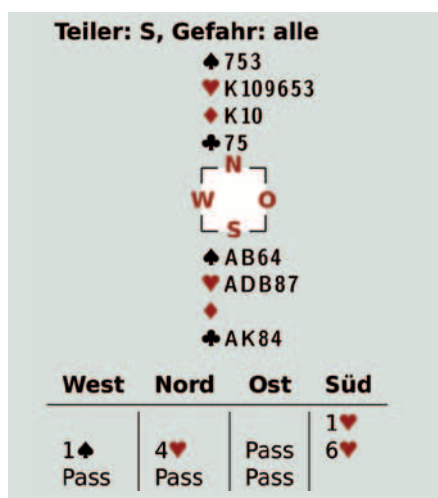 Teiler: S, Gefahr: alle
♠753
♥K109653
♦K10
♣75
N
W O
S
♠AB64
♥ADB87
♦
♣AK84
West Nord Ost Süd
1♥
1♠ 4♥ Pass 6♥
Pass Pass Pass